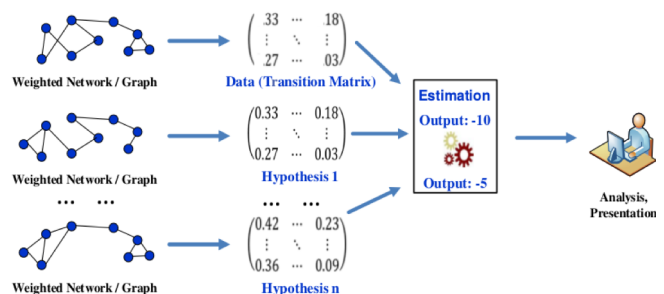 .33 ⋯ .18
⋮ ⋱ ⋮
.27 ⋯ .03
Weighted Network / Graph
Data (Transition Matrix)
0.33 ⋯ 0.18
⋮ ⋱ ⋮
0.27 ⋯ 0.03
Weighted Network / Graph
Hypothesis 1
... ...
... ...
0.42 ⋯ 0.23
⋮ ⋱ ⋮
0.36 ⋯ 0.09
Weighted Network / Graph
Hypothesis n
Estimation
Output: -10
Output: -5
Analysis,
Presentation